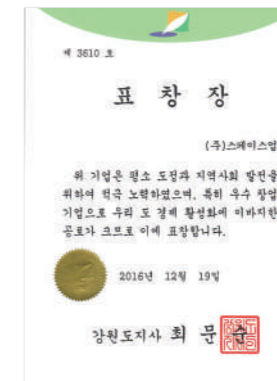 제 3610 호
표 창 장
(주)스페이스엄
위 기업은 평소 도정과 지역사회 발전을
위하여 적극 노력하였으며, 특히 우수 창업
기업으로 우리 도 경제 활성화에 이바지한
공로가 크므로 이에 표창합니다.
2016년 12월 19일
강원도지사 최 문 순